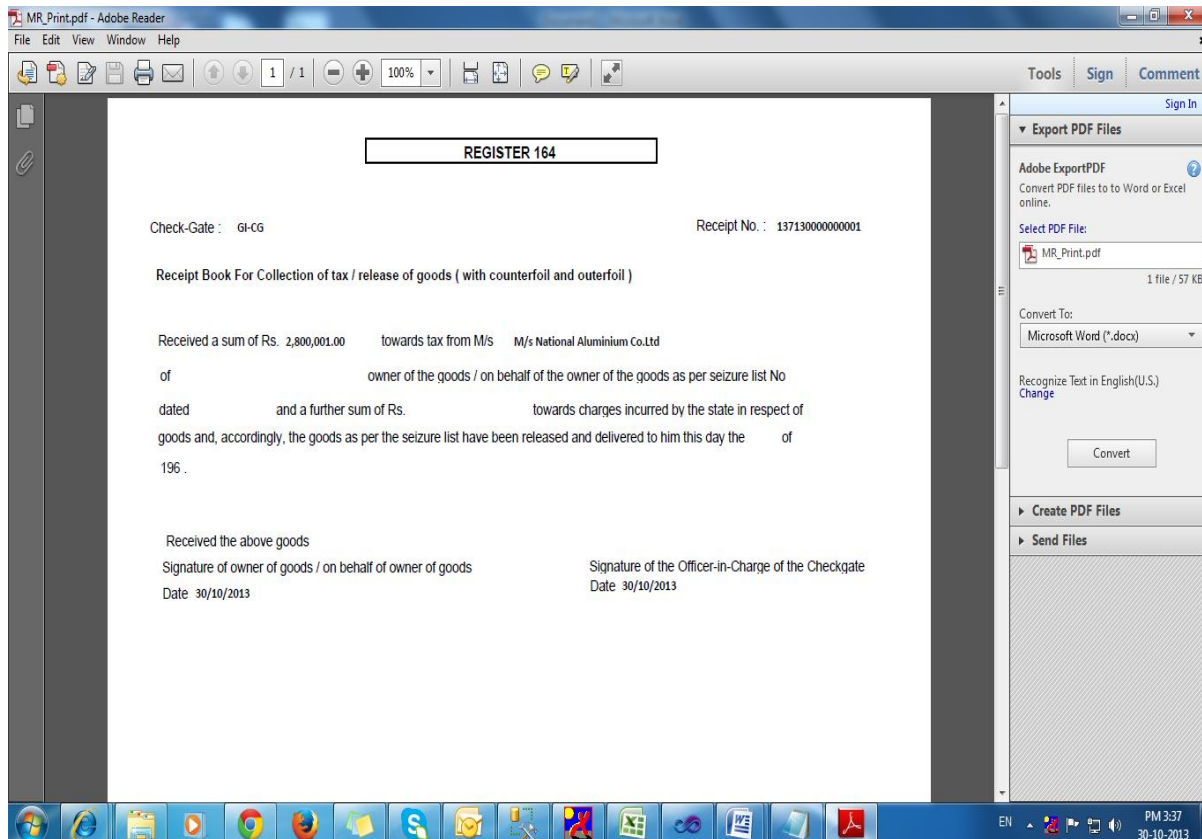 MR_Print.pdf - Adobe Reader
File Edit View Window Help
1 / 1 100% Tools Sign Comment
Sign In
Export PDF Files
Adobe ExportPDF
Convert PDF files to to Word or Excel
online.
Select PDF File:
MR_Print.pdf
1 file / 57 KB
Convert To:
Microsoft Word (*.docx)
Recognize Text in English(U.S.)
Change
Convert
Create PDF Files
Send Files
REGISTER 164
Check-Gate : GI-CG Receipt No. : 137130000000001
Receipt Book For Collection of tax / release of goods ( with counterfoil and outerfoil )
Received a sum of Rs. 2,800,001.00 towards tax from M/s M/s National Aluminium Co.Ltd
of owner of the goods / on behalf of the owner of the goods as per seizure list No
dated and a further sum of Rs. towards charges incurred by the state in respect of
goods and, accordingly, the goods as per the seizure list have been released and delivered to him this day the of
196 .
Received the above goods
Signature of owner of goods / on behalf of owner of goods Signature of the Officer-in-Charge of the Checkgate
Date 30/10/2013 Date 30/10/2013
EN PM 3:37
30-10-2013